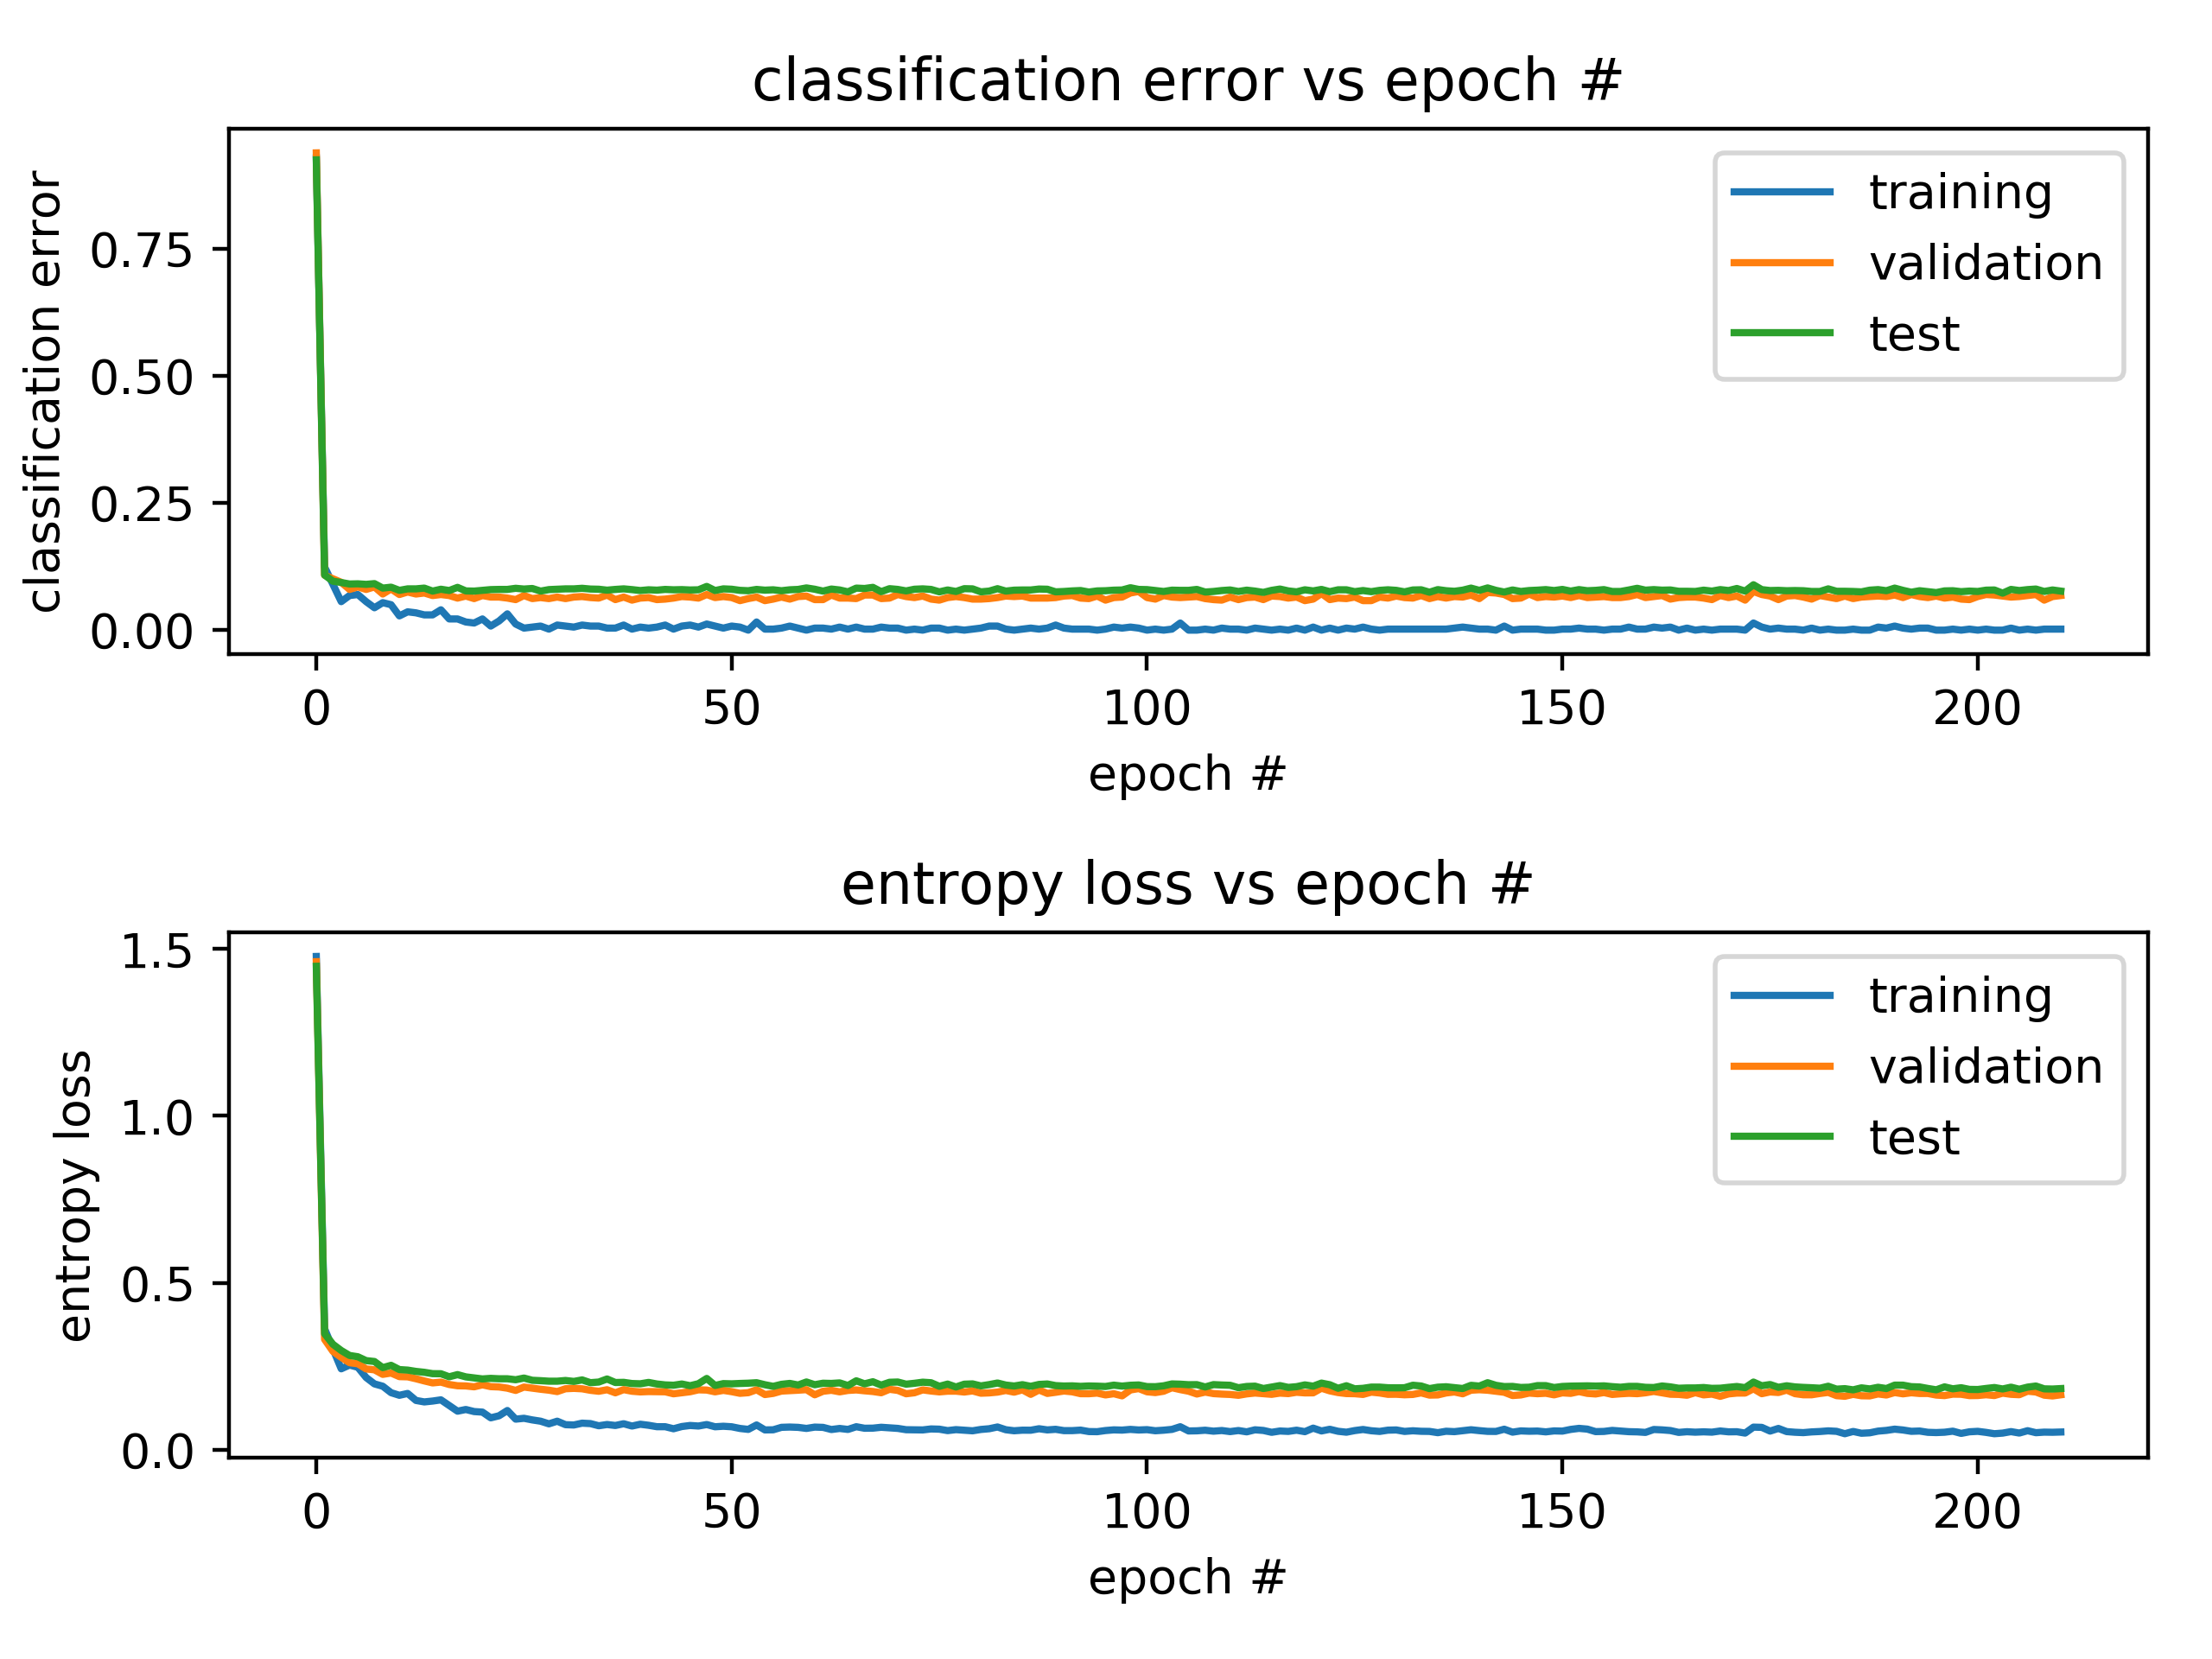 classification error vs epoch #
classification error
0.75
0.50
0.25
0.00
training
validation
test
0 50 100 150 200
epoch #
entropy loss vs epoch #
entropy loss
1.5
1.0
0.5
0.0
training
validation
test
0 50 100 150 200
epoch #